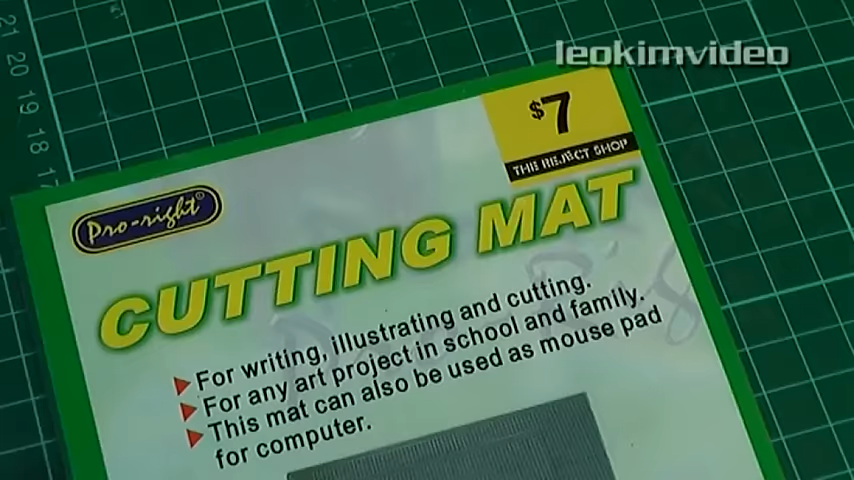 leokimvideo
$7
THE REJECT SHOP
Pro-right®
CUTTING MAT
For writing, illustrating and cutting.
For any art project in school and family.
This mat can also be used as mouse pad
for computer.
21
20
19
18
17